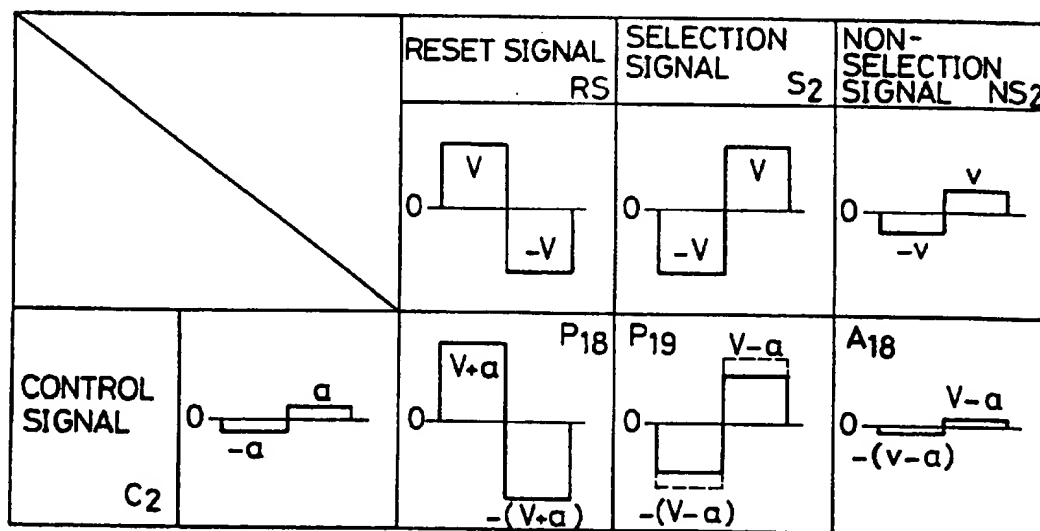 RESET SIGNAL
RS
SELECTION
SIGNAL
S2
NON-
SELECTION
SIGNAL NS2
0
V
-V
0
V
-V
0
v
-v
CONTROL
SIGNAL
C2
0
a
-a
P18
0
V+a
-(V+a)
P19
V-a
0
-(V-a)
A18
V-a
0
-(v-a)